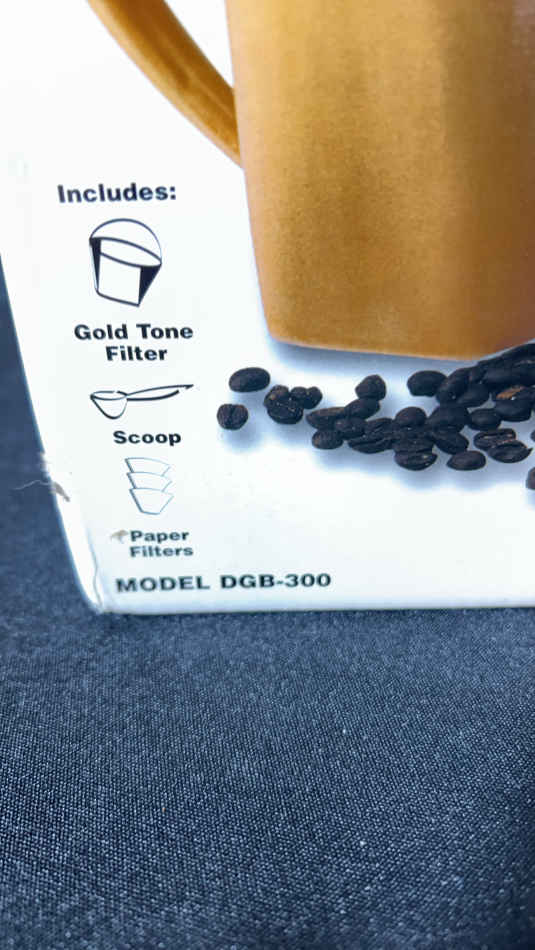 Includes:
Gold Tone
Filter
Scoop
Paper
Filters
MODEL DGB-300